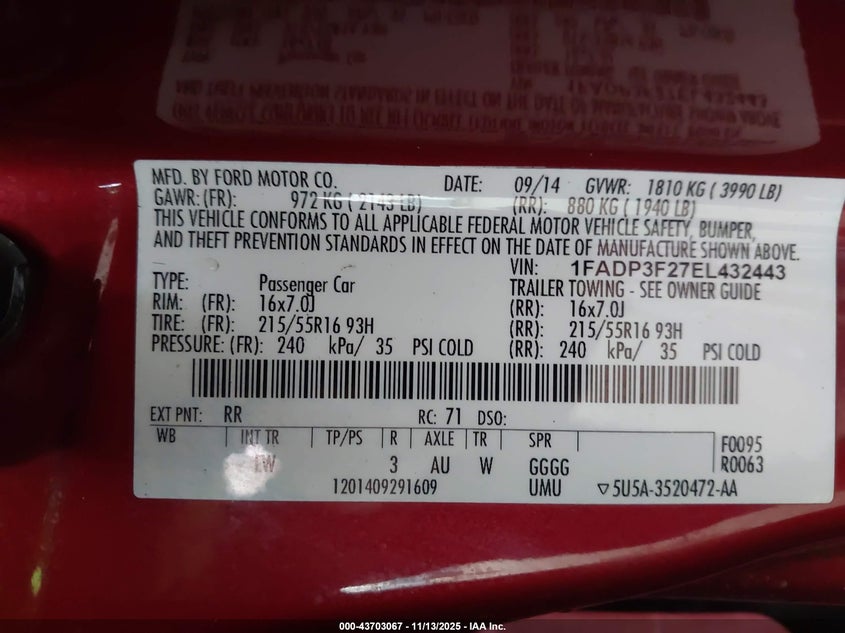 1FADP3F27EL432443
MFD. BY FORD MOTOR CO. DATE: 09/14 GVWR: 1810 KG ( 3990 LB)
GAWR: (FR): 972 KG ( 2143 LB) (RR): 880 KG ( 1940 LB)
THIS VEHICLE CONFORMS TO ALL APPLICABLE FEDERAL MOTOR VEHICLE SAFETY, BUMPER,
AND THEFT PREVENTION STANDARDS IN EFFECT ON THE DATE OF MANUFACTURE SHOWN ABOVE.
VIN: 1FADP3F27EL432443
TYPE: Passenger Car TRAILER TOWING - SEE OWNER GUIDE
RIM: (FR): 16x7.0J (RR): 16x7.0J
TIRE: (FR): 215/55R16 93H (RR): 215/55R16 93H
PRESSURE: (FR): 240 kPa/ 35 PSI COLD (RR): 240 kPa/ 35 PSI COLD
EXT PNT: RR RC: 71 DSO:
WB INT TR TP/PS R AXLE TR SPR F0095
LW 3 AU W GGGG R0063
1201409291609 UMU ▽5U5A-3520472-AA
000-43703067 - 11/13/2025 - IAA Inc.